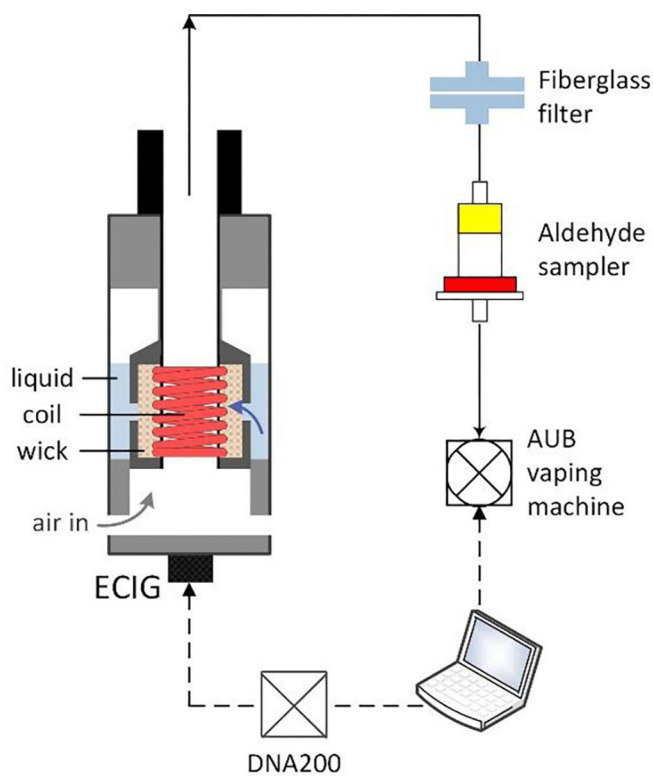 Fiberglass
filter
Aldehyde
sampler
liquid
coil
wick
air in
AUB
vaping
machine
ECIG
DNA200